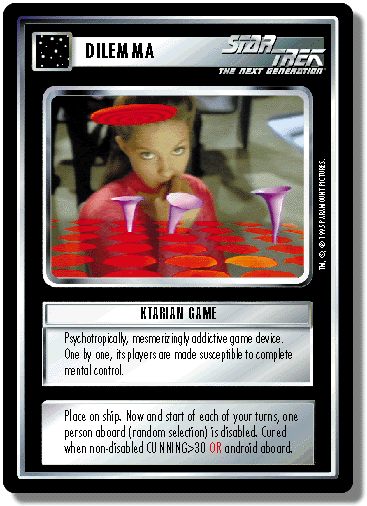 DILEMMA
STAR TREK
THE NEXT GENERATION®
TM, ®, © 1995 PARAMOUNT PICTURES.
KTARIAN GAME
Psychotropically, mesmerizingly addictive game device.
One by one, its players are made susceptible to complete
mental control.
Place on ship. Now and start of each of your turns, one
person aboard (random selection) is disabled. Cured
when non-disabled CUNNING>30 OR android aboard.